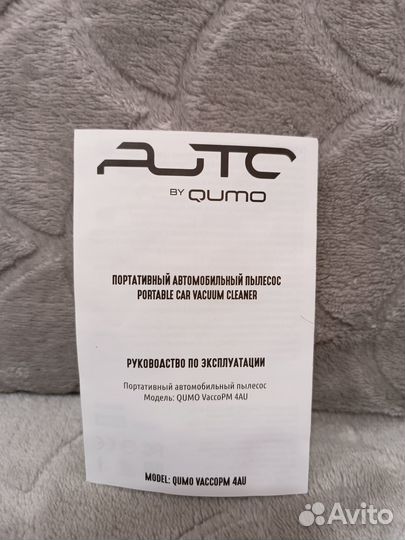 AUTO
BY QUMO
ПОРТАТИВНЫЙ АВТОМОБИЛЬНЫЙ ПЫЛЕСОС
PORTABLE CAR VACUUM CLEANER
РУКОВОДСТВО ПО ЭКСПЛУАТАЦИИ
Портативный автомобильный пылесос
Модель: QUMO VaccoPM 4AU
MODEL: QUMO VACCOPM 4AU
Avito